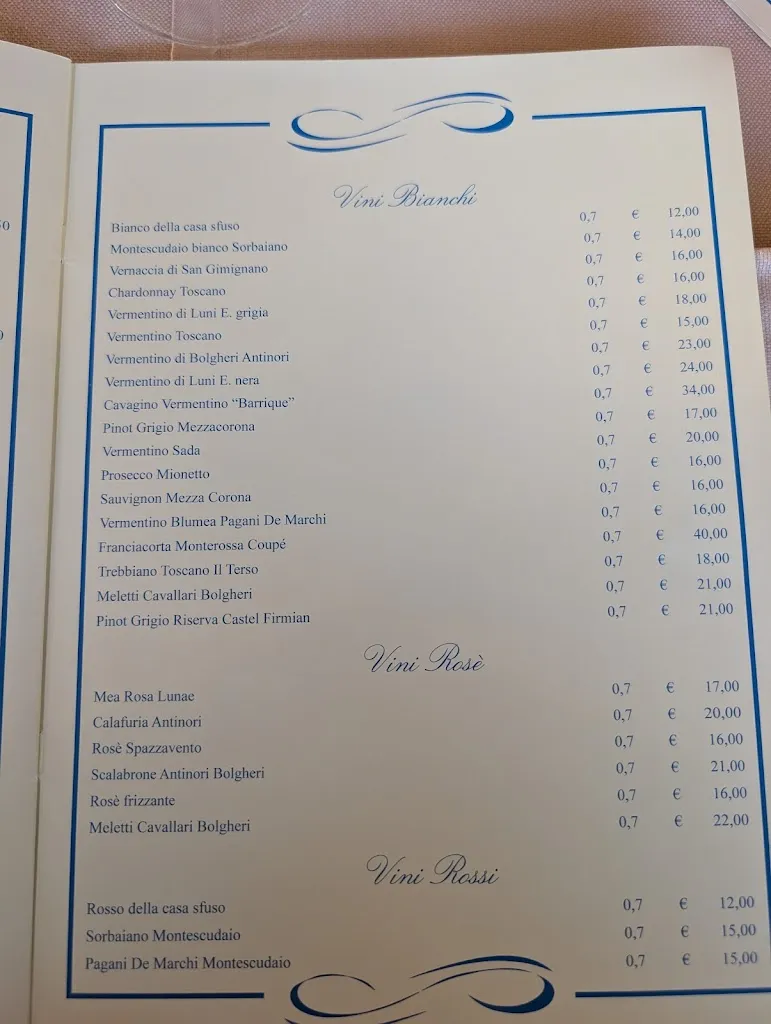 Vini Bianchi
Bianco della casa sfuso 0,7 € 12,00
Montescudaio bianco Sorbaiano 0,7 € 14,00
Vernaccia di San Gimignano 0,7 € 16,00
Chardonnay Toscano 0,7 € 16,00
Vermentino di Luni E. grigia 0,7 € 18,00
Vermentino Toscano 0,7 € 15,00
Vermentino di Bolgheri Antinori 0,7 € 23,00
Vermentino di Luni E. nera 0,7 € 24,00
Cavagino Vermentino “Barrique” 0,7 € 34,00
Pinot Grigio Mezzacorona 0,7 € 17,00
Vermentino Sada 0,7 € 20,00
Prosecco Mionetto 0,7 € 16,00
Sauvignon Mezza Corona 0,7 € 16,00
Vermentino Blumea Pagani De Marchi 0,7 € 16,00
Franciacorta Monterossa Coupé 0,7 € 40,00
Trebbiano Toscano Il Terso 0,7 € 18,00
Meletti Cavallari Bolgheri 0,7 € 21,00
Pinot Grigio Riserva Castel Firmian 0,7 € 21,00
Vini Rosè
Mea Rosa Lunae 0,7 € 17,00
Calafuria Antinori 0,7 € 20,00
Rosè Spazzavento 0,7 € 16,00
Scalabrone Antinori Bolgheri 0,7 € 21,00
Rosè frizzante 0,7 € 16,00
Meletti Cavallari Bolgheri 0,7 € 22,00
Vini Rossi
Rosso della casa sfuso 0,7 € 12,00
Sorbaiano Montescudaio 0,7 € 15,00
Pagani De Marchi Montescudaio 0,7 € 15,00